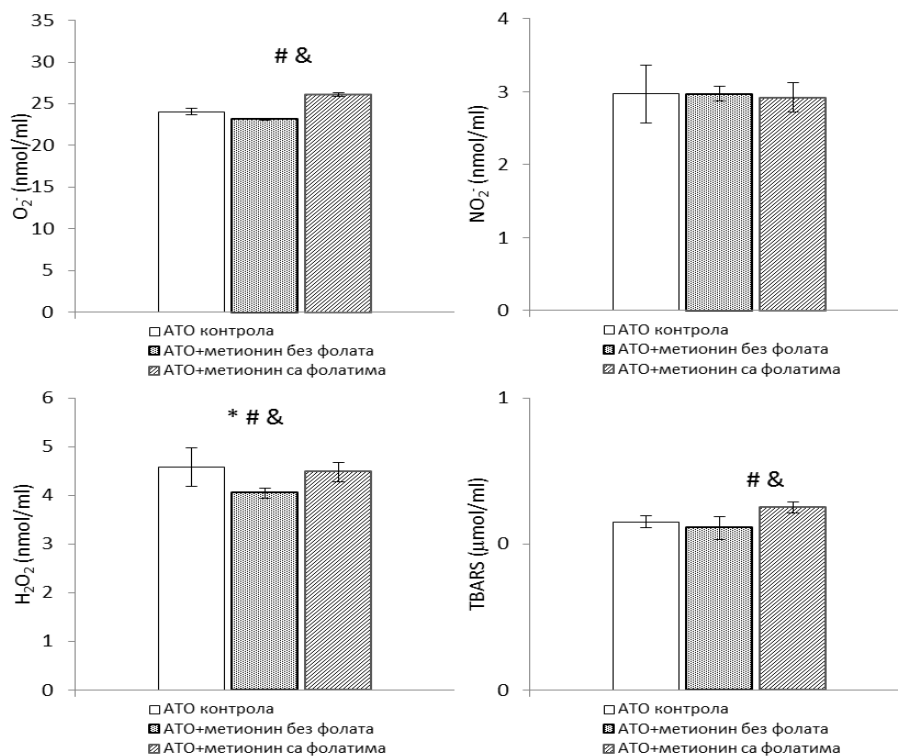 35
30
25
20
15
10
5
0
O₂⁻ (nmol/ml)
# &
АТО контрола
АТО+метионин без фолата
АТО+метионин са фолатима
4
3
2
1
0
NO₂⁻ (nmol/ml)
АТО контрола
АТО+метионин без фолата
АТО+метионин са фолатима
6
5
4
3
2
1
0
H₂O₂ (nmol/ml)
* # &
АТО контрола
АТО+метионин без фолата
АТО+метионин са фолатима
1
0
0
TBARS (μmol/ml)
# &
АТО контрола
АТО+метионин без фолата
АТО+метионин са фолатима